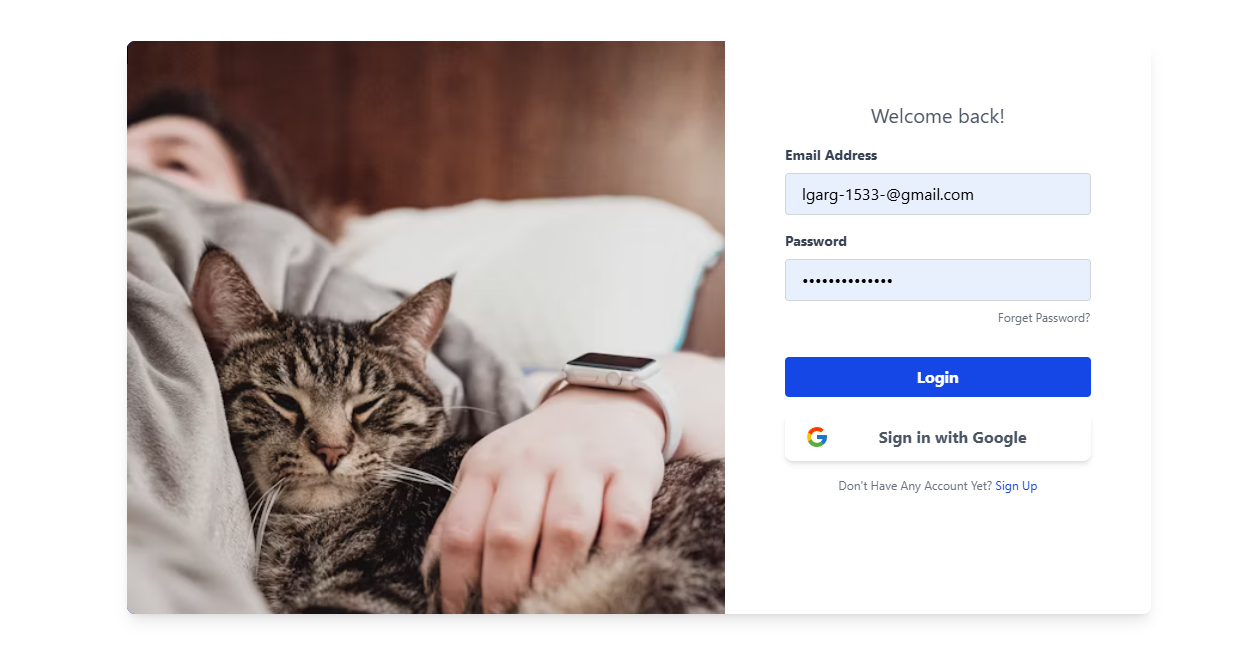 Welcome back!
Email Address
lgarg-1533-@gmail.com
Password
••••••••••••••
Forget Password?
Login
Sign in with Google
Don't Have Any Account Yet? Sign Up